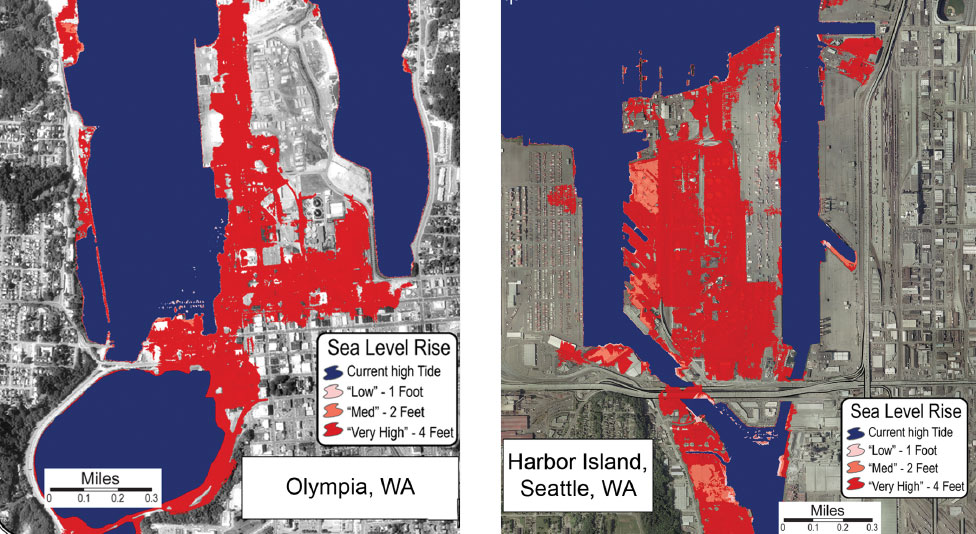 Sea Level Rise
Current high Tide
“Low” - 1 Foot
“Med” - 2 Feet
“Very High” - 4 Feet
Miles
0 0.1 0.2 0.3
Olympia, WA
Sea Level Rise
Current high Tide
“Low” - 1 Foot
“Med” - 2 Feet
“Very High” - 4 Feet
Harbor Island,
Seattle, WA
Miles
0 0.1 0.2 0.3